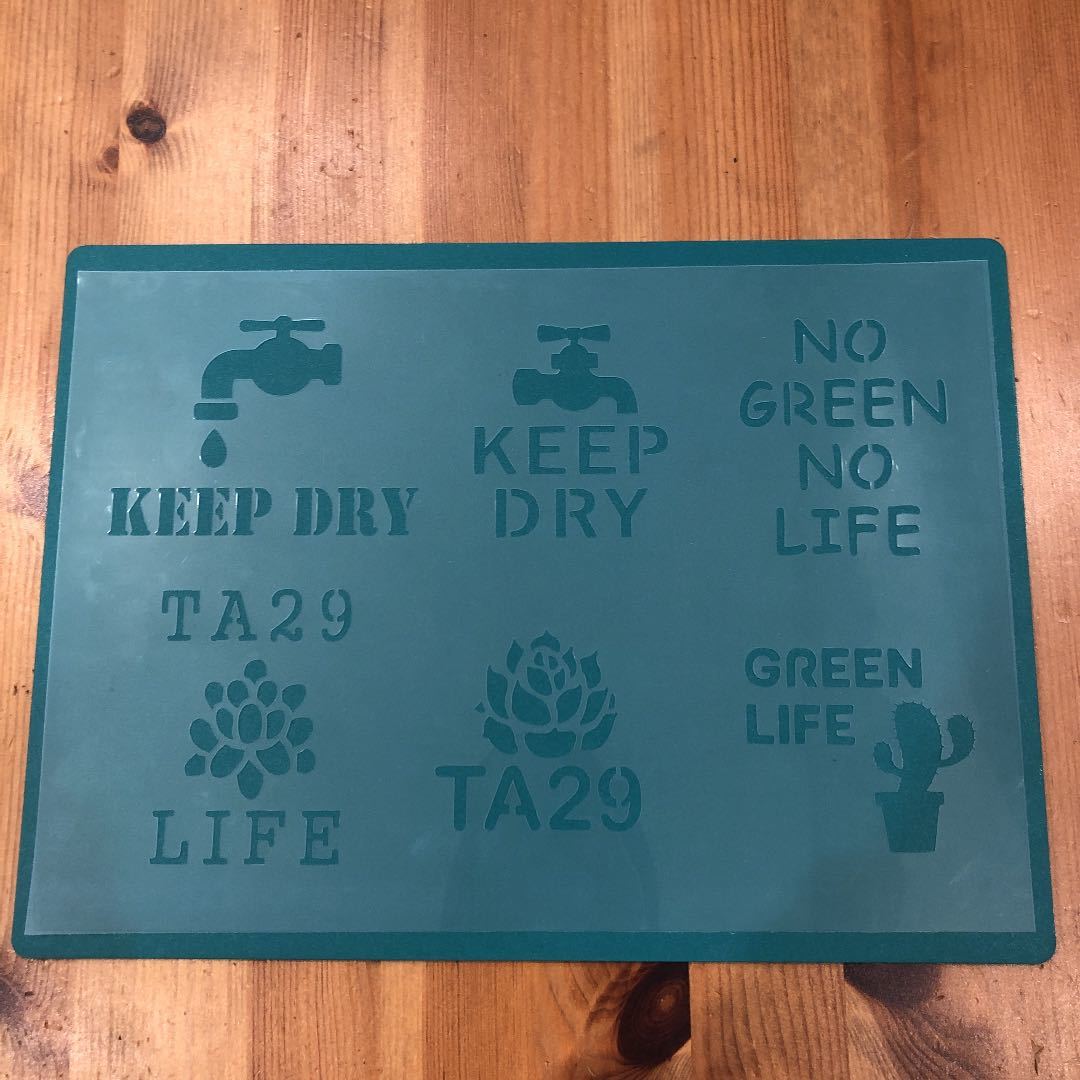 KEEP DRY
KEEP
DRY
NO
GREEN
NO
LIFE
TA29
LIFE
TA29
GREEN
LIFE